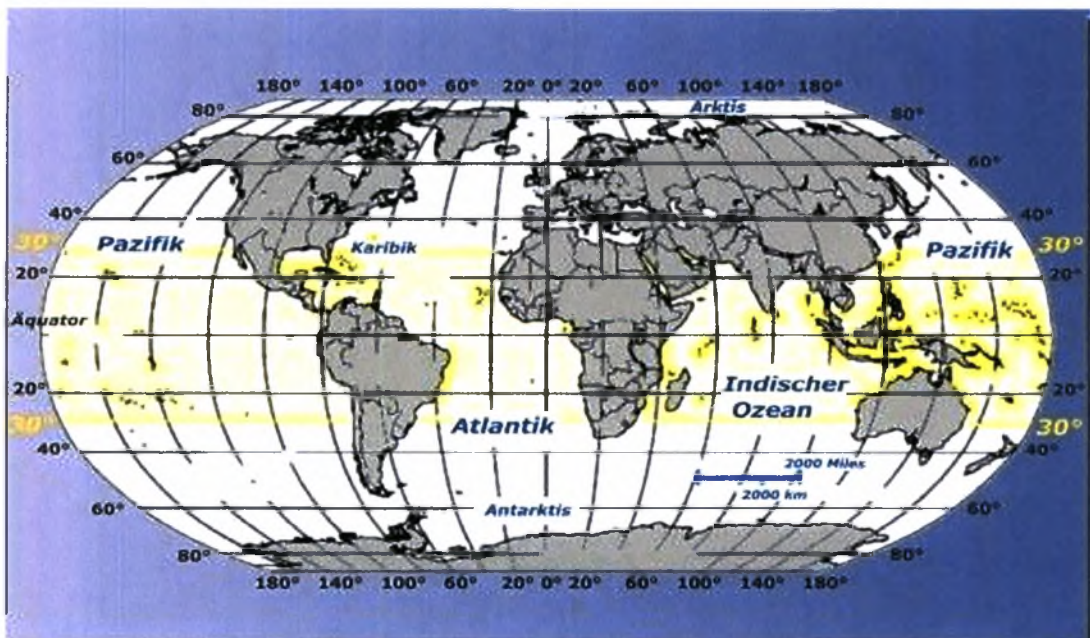 180° 140° 100° 60° 20° 0° 20° 60° 100° 140° 180°
Arktis
80° 80°
60° 60°
40° 40°
30° Pazifik Karibik Pazifik 30°
20° 20°
Äquator
20° Indischer 20°
Ozean
30° Atlantik 30°
40° 40°
2000 Miles
2000 km
60° Antarktis 60°
80° 80°
180° 140° 100° 60° 20° 0° 20° 60° 100° 140° 180°